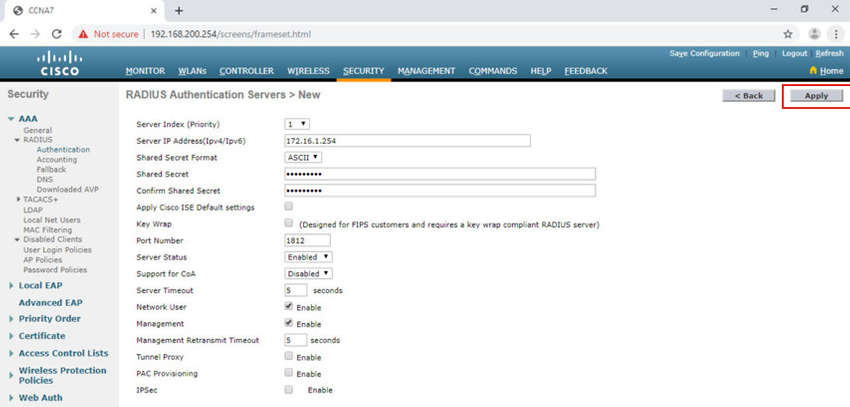 CCNA7
Not secure | 192.168.200.254/screens/frameset.html
Save Configuration | Ping | Logout | Refresh
CISCO
MONITOR WLANs CONTROLLER WIRELESS SECURITY MANAGEMENT COMMANDS HELP FEEDBACK
Home
Security
AAA
General
RADIUS
Authentication
Accounting
Fallback
DNS
Downloaded AVP
TACACS+
LDAP
Local Net Users
MAC Filtering
Disabled Clients
User Login Policies
AP Policies
Password Policies
Local EAP
Advanced EAP
Priority Order
Certificate
Access Control Lists
Wireless Protection Policies
Web Auth
RADIUS Authentication Servers > New
< Back
Apply
Server Index (Priority) 1
Server IP Address(Ipv4/Ipv6) 172.16.1.254
Shared Secret Format ASCII
Shared Secret •••••••••
Confirm Shared Secret •••••••••
Apply Cisco ISE Default settings
Key Wrap (Designed for FIPS customers and requires a key wrap compliant RADIUS server)
Port Number 1812
Server Status Enabled
Support for CoA Disabled
Server Timeout 5 seconds
Network User Enable
Management Enable
Management Retransmit Timeout 5 seconds
Tunnel Proxy Enable
PAC Provisioning Enable
IPSec Enable